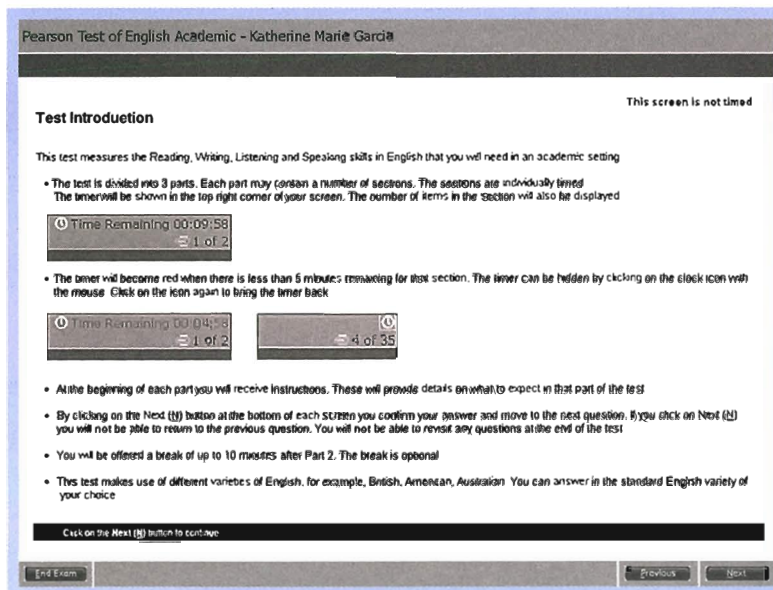 Pearson Test of English Academic - Katherine Marie Garcia
This screen is not timed
Test Introduction
This test measures the Reading, Writing, Listening and Speaking skills in English that you will need in an academic setting
• The test is divided into 3 parts. Each part may contain a number of sections. The sections are individually timed
The timer will be shown in the top right corner of your screen. The number of items in the section will also be displayed
Time Remaining 00:09:58
1 of 2
• The timer will become red when there is less than 5 minutes remaining for that section. The timer can be hidden by clicking on the clock icon with
the mouse Click on the icon again to bring the timer back
Time Remaining 00:04:58
1 of 2
4 of 35
• At the beginning of each part you will receive instructions. These will provide details on what to expect in that part of the test
• By clicking on the Next (N) button at the bottom of each screen you confirm your answer and move to the next question. If you click on Next (N)
you will not be able to return to the previous question. You will not be able to revisit any questions at the end of the test
• You will be offered a break of up to 10 minutes after Part 2. The break is optional
• This test makes use of different varieties of English, for example, British, American, Australian You can answer in the standard English variety of
your choice
Click on the Next (N) button to continue
End Exam
Previous
Next